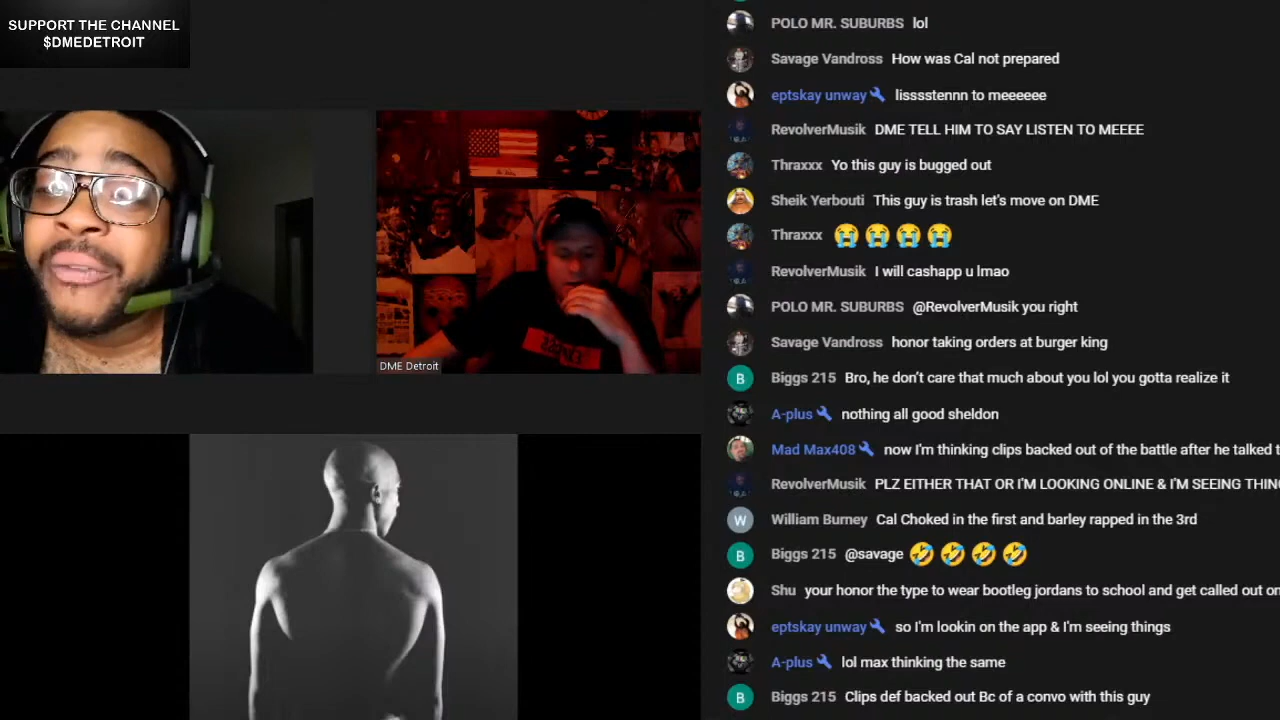 SUPPORT THE CHANNEL
$DMEDETROIT
DME Detroit
POLO MR. SUBURBS lol
Savage Vandross How was Cal not prepared
eptskay unway lisssstennn to meeeeee
RevolverMusik DME TELL HIM TO SAY LISTEN TO MEEEE
Thraxxx Yo this guy is bugged out
Sheik Yerbouti This guy is trash let's move on DME
Thraxxx 😭😭😭😭
RevolverMusik I will cashapp u lmao
POLO MR. SUBURBS @RevolverMusik you right
Savage Vandross honor taking orders at burger king
B Biggs 215 Bro, he don't care that much about you lol you gotta realize it
A-plus nothing all good sheldon
Mad Max408 now I'm thinking clips backed out of the battle after he talked t
RevolverMusik PLZ EITHER THAT OR I'M LOOKING ONLINE & I'M SEEING THIN
W William Burney Cal Choked in the first and barley rapped in the 3rd
B Biggs 215 @savage 🤣🤣🤣🤣
Shu your honor the type to wear bootleg jordans to school and get called out on
eptskay unway so I'm lookin on the app & I'm seeing things
A-plus lol max thinking the same
B Biggs 215 Clips def backed out Bc of a convo with this guy